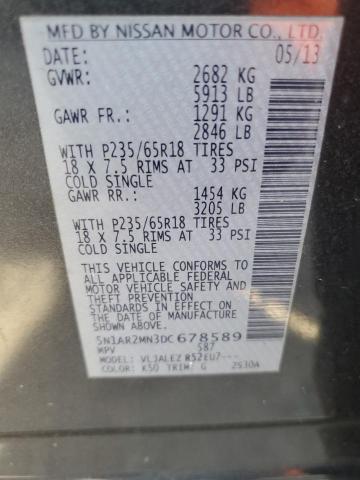 MFD BY NISSAN MOTOR CO., LTD.
DATE: 05/13
GVWR: 2682 KG
5913 LB
GAWR FR.: 1291 KG
2846 LB
WITH P235/65R18 TIRES
18 X 7.5 RIMS AT 33 PSI
COLD SINGLE
GAWR RR.: 1454 KG
3205 LB
WITH P235/65R18 TIRES
18 X 7.5 RIMS AT 33 PSI
COLD SINGLE
THIS VEHICLE CONFORMS TO
ALL APPLICABLE FEDERAL
MOTOR VEHICLE SAFETY
STANDARDS IN EFFECT ON
THE DATE OF MANUFACTURE
SHOWN ABOVE.
5N1AR2MN3DC678589
MPV 587
MODEL: VLJALEZ R52EU7---
COLOR: K50 TRIM: G 2530A